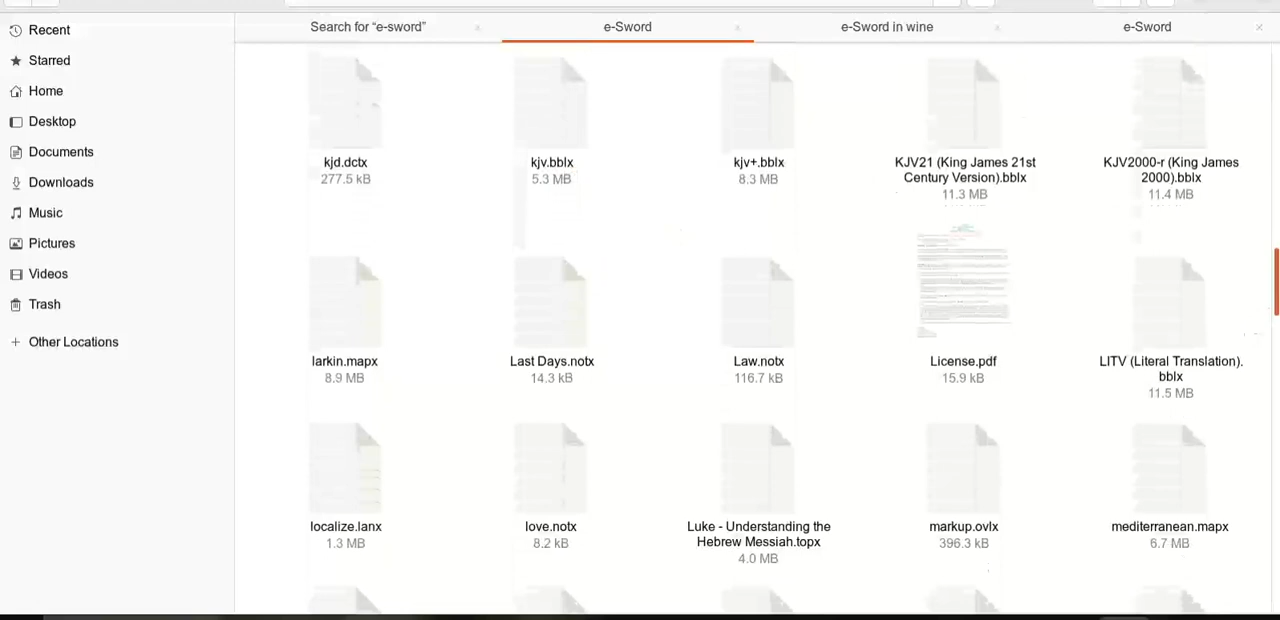 Recent
Starred
Home
Desktop
Documents
Downloads
Music
Pictures
Videos
Trash
Other Locations
Search for “e-sword”
e-Sword
e-Sword in wine
e-Sword
kjd.dctx
277.5 kB
kjv.bblx
5.3 MB
kjv+.bblx
8.3 MB
KJV21 (King James 21st
Century Version).bblx
11.3 MB
KJV2000-r (King James
2000).bblx
11.4 MB
larkin.mapx
8.9 MB
Last Days.notx
14.3 kB
Law.notx
116.7 kB
License.pdf
15.9 kB
LITV (Literal Translation).
bblx
11.5 MB
localize.lanx
1.3 MB
love.notx
8.2 kB
Luke - Understanding the
Hebrew Messiah.topx
4.0 MB
markup.ovlx
396.3 kB
mediterranean.mapx
6.7 MB